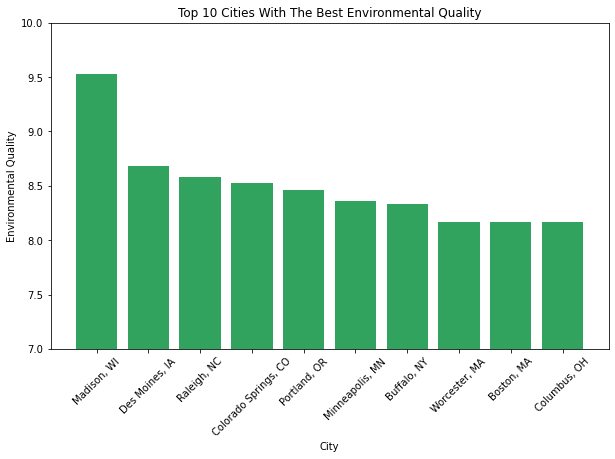 Top 10 Cities With The Best Environmental Quality
10.0
9.5
9.0
8.5
8.0
7.5
7.0
Environmental Quality
Madison, WI
Des Moines, IA
Raleigh, NC
Colorado Springs, CO
Portland, OR
Minneapolis, MN
Buffalo, NY
Worcester, MA
Boston, MA
Columbus, OH
City